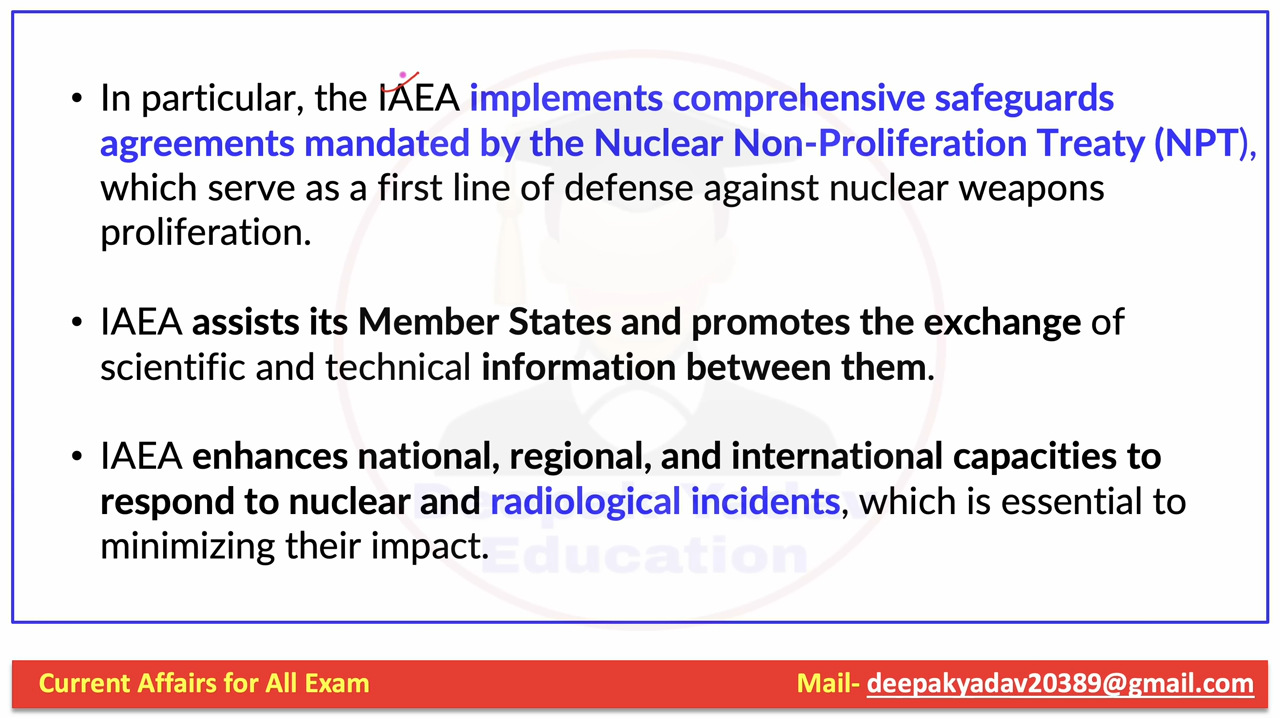 • In particular, the IAEA implements comprehensive safeguards
agreements mandated by the Nuclear Non-Proliferation Treaty (NPT),
which serve as a first line of defense against nuclear weapons
proliferation.
• IAEA assists its Member States and promotes the exchange of
scientific and technical information between them.
• IAEA enhances national, regional, and international capacities to
respond to nuclear and radiological incidents, which is essential to
minimizing their impact.
Education
Current Affairs for All Exam
Mail- deepakyadav20389@gmail.com